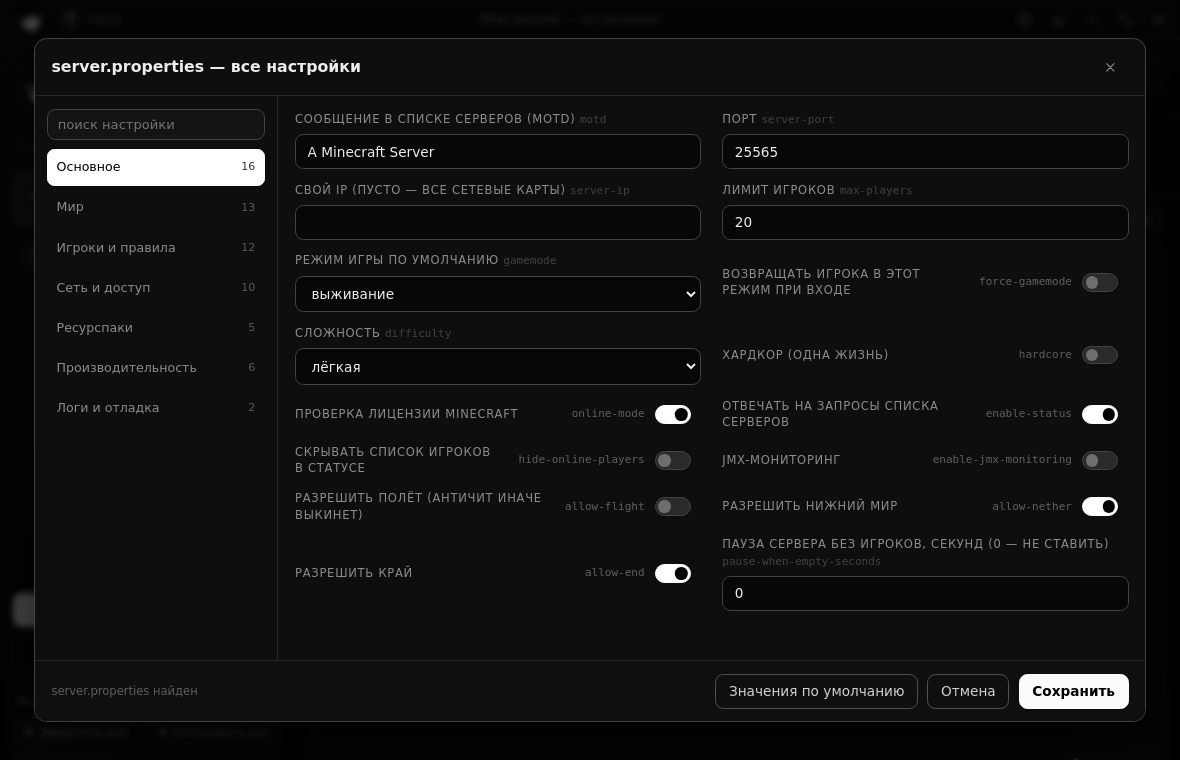 server.properties — все настройки
×
поиск настройки
Основное 16
Мир 13
Игроки и правила 12
Сеть и доступ 10
Ресурспаки 5
Производительность 6
Логи и отладка 2
СООБЩЕНИЕ В СПИСКЕ СЕРВЕРОВ (MOTD) motd
A Minecraft Server
ПОРТ server-port
25565
СВОЙ IP (ПУСТО — ВСЕ СЕТЕВЫЕ КАРТЫ) server-ip
ЛИМИТ ИГРОКОВ max-players
20
РЕЖИМ ИГРЫ ПО УМОЛЧАНИЮ gamemode
выживание
ВОЗВРАЩАТЬ ИГРОКА В ЭТОТ
РЕЖИМ ПРИ ВХОДЕ
force-gamemode
СЛОЖНОСТЬ difficulty
лёгкая
ХАРДКОР (ОДНА ЖИЗНЬ) hardcore
ПРОВЕРКА ЛИЦЕНЗИИ MINECRAFT online-mode
ОТВЕЧАТЬ НА ЗАПРОСЫ СПИСКА
СЕРВЕРОВ
enable-status
СКРЫВАТЬ СПИСОК ИГРОКОВ
В СТАТУСЕ
hide-online-players
JMX-МОНИТОРИНГ enable-jmx-monitoring
РАЗРЕШИТЬ ПОЛЁТ (АНТИЧИТ ИНАЧЕ
ВЫКИНЕТ)
allow-flight
РАЗРЕШИТЬ НИЖНИЙ МИР allow-nether
РАЗРЕШИТЬ КРАЙ allow-end
ПАУЗА СЕРВЕРА БЕЗ ИГРОКОВ, СЕКУНД (0 — НЕ СТАВИТЬ)
pause-when-empty-seconds
0
server.properties найден
Значения по умолчанию
Отмена
Сохранить